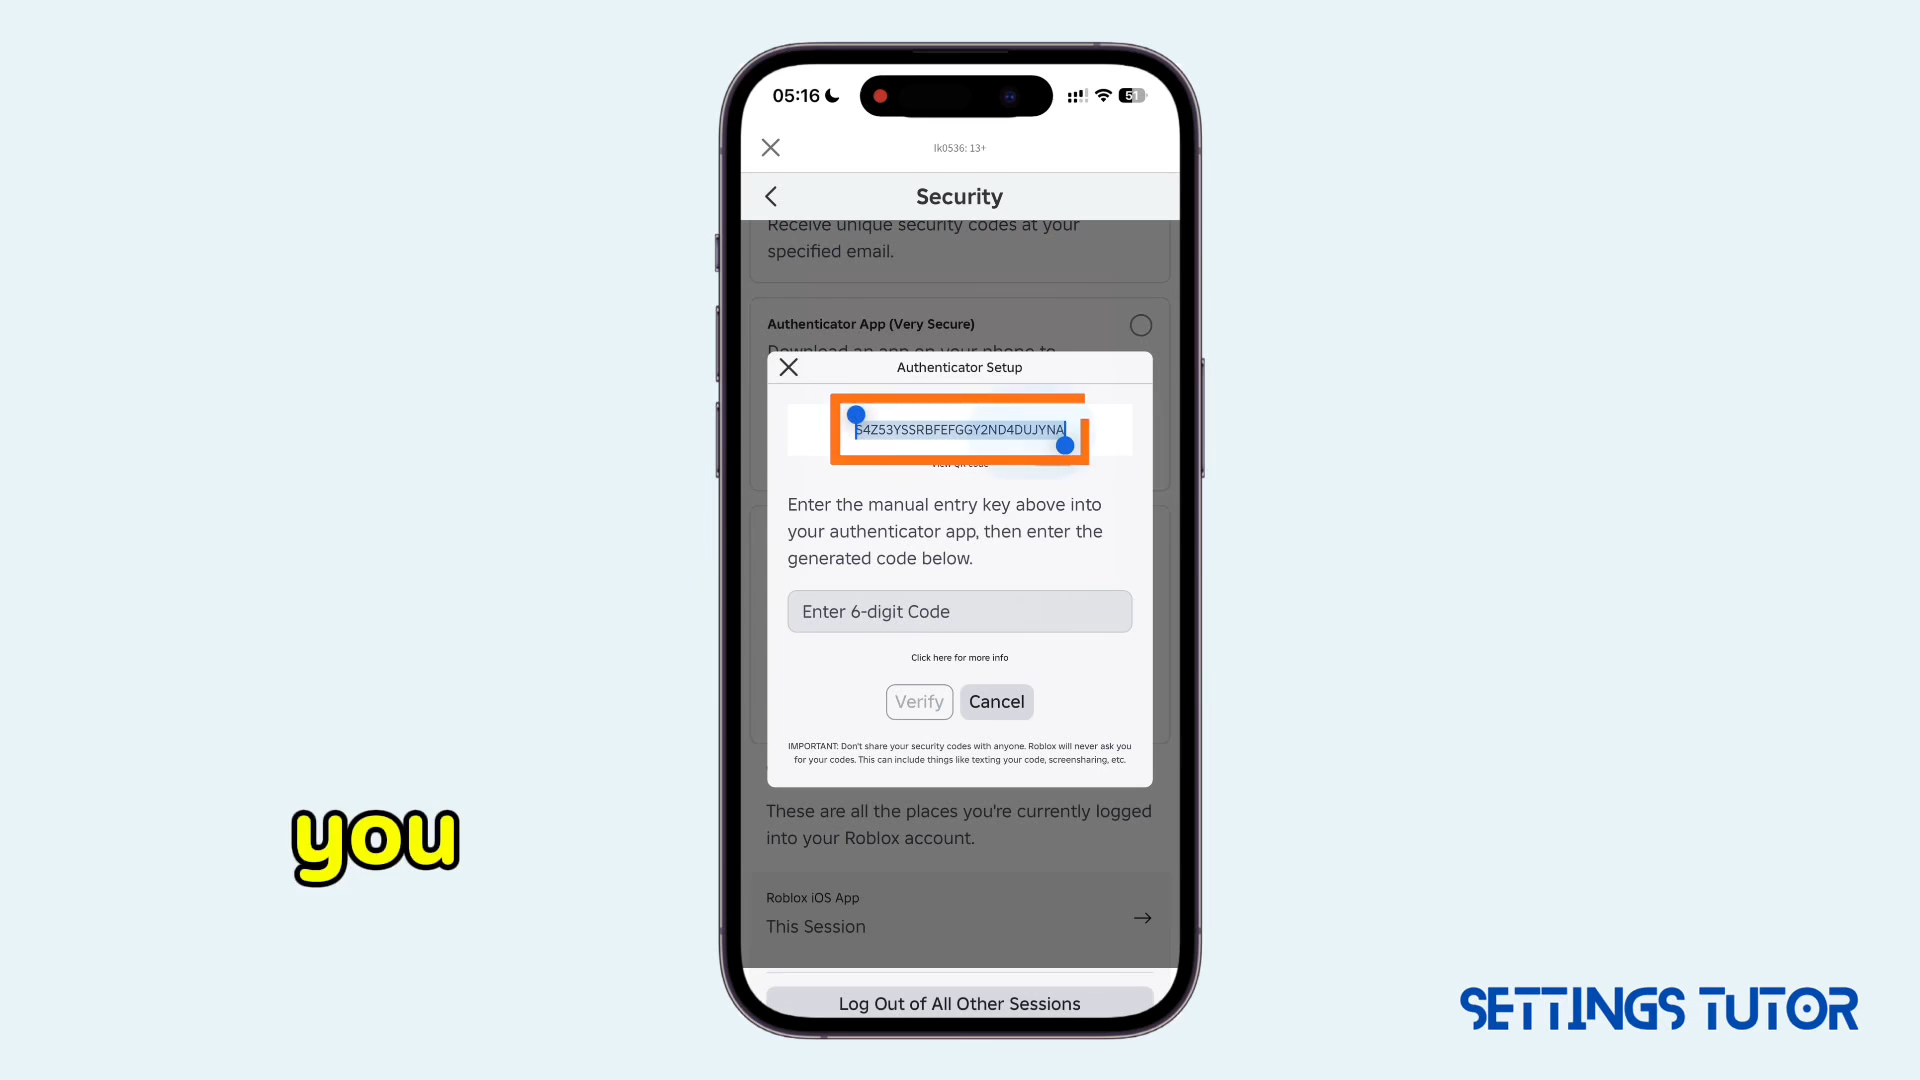 05:16
51
Ik0536: 13+
Security
Receive unique security codes at your
specified email.
Authenticator App (Very Secure)
Download an app on your phone to
Authenticator Setup
S4Z53YSSRBFEFGGY2ND4DUJYNA
View QR code
Enter the manual entry key above into
your authenticator app, then enter the
generated code below.
Enter 6-digit Code
Click here for more info
Verify Cancel
IMPORTANT: Don't share your security codes with anyone. Roblox will never ask you
for your codes. This can include things like texting your code, screensharing, etc.
These are all the places you're currently logged
into your Roblox account.
Roblox iOS App
This Session
Log Out of All Other Sessions
you
SETTINGS TUTOR